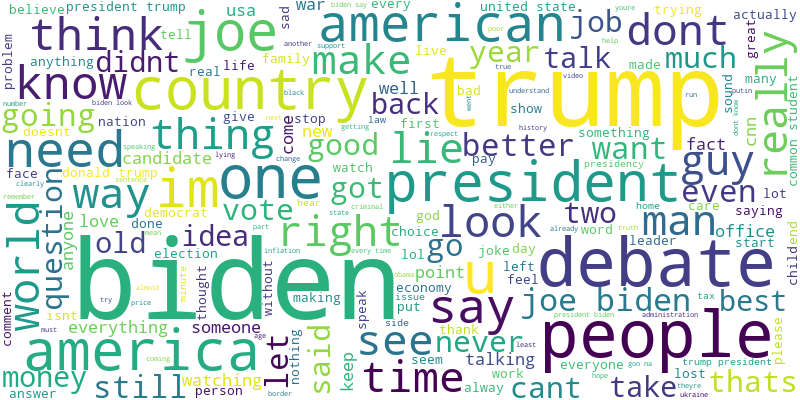 believe president trump usa sad war every biden say youre trying united state poor actually
joe american job dont great
think tell anything didnt make year talk made much sound many putin
problem know real life family live well bad went show true video understand run dont know
number biden look country another support help black next
going doesnt nation give stop back trump really common student
candidate come new first law getting something cnn
need speaking thing good lie better want fact guy lot
face donald trump lying change watch respect history pay presidency
remember clearly sentence democrat hear state criminal president home care saying
world question way im one got vote god either already word truth even
anyone love done mean part choice look two man office
old idea right joke day leader start child end
election inflation every time lol go u left feel
comment isnt try almost price minute thought without making point economy obama debate
everything someone biden speak issue put say joe biden tax best
america must let said side thank never president biden administration please
money coming age nothing keep see seem talking everyone least trump president
still watching person border time work alway cant hope gon na take lost theyre thats
answer ukraine people